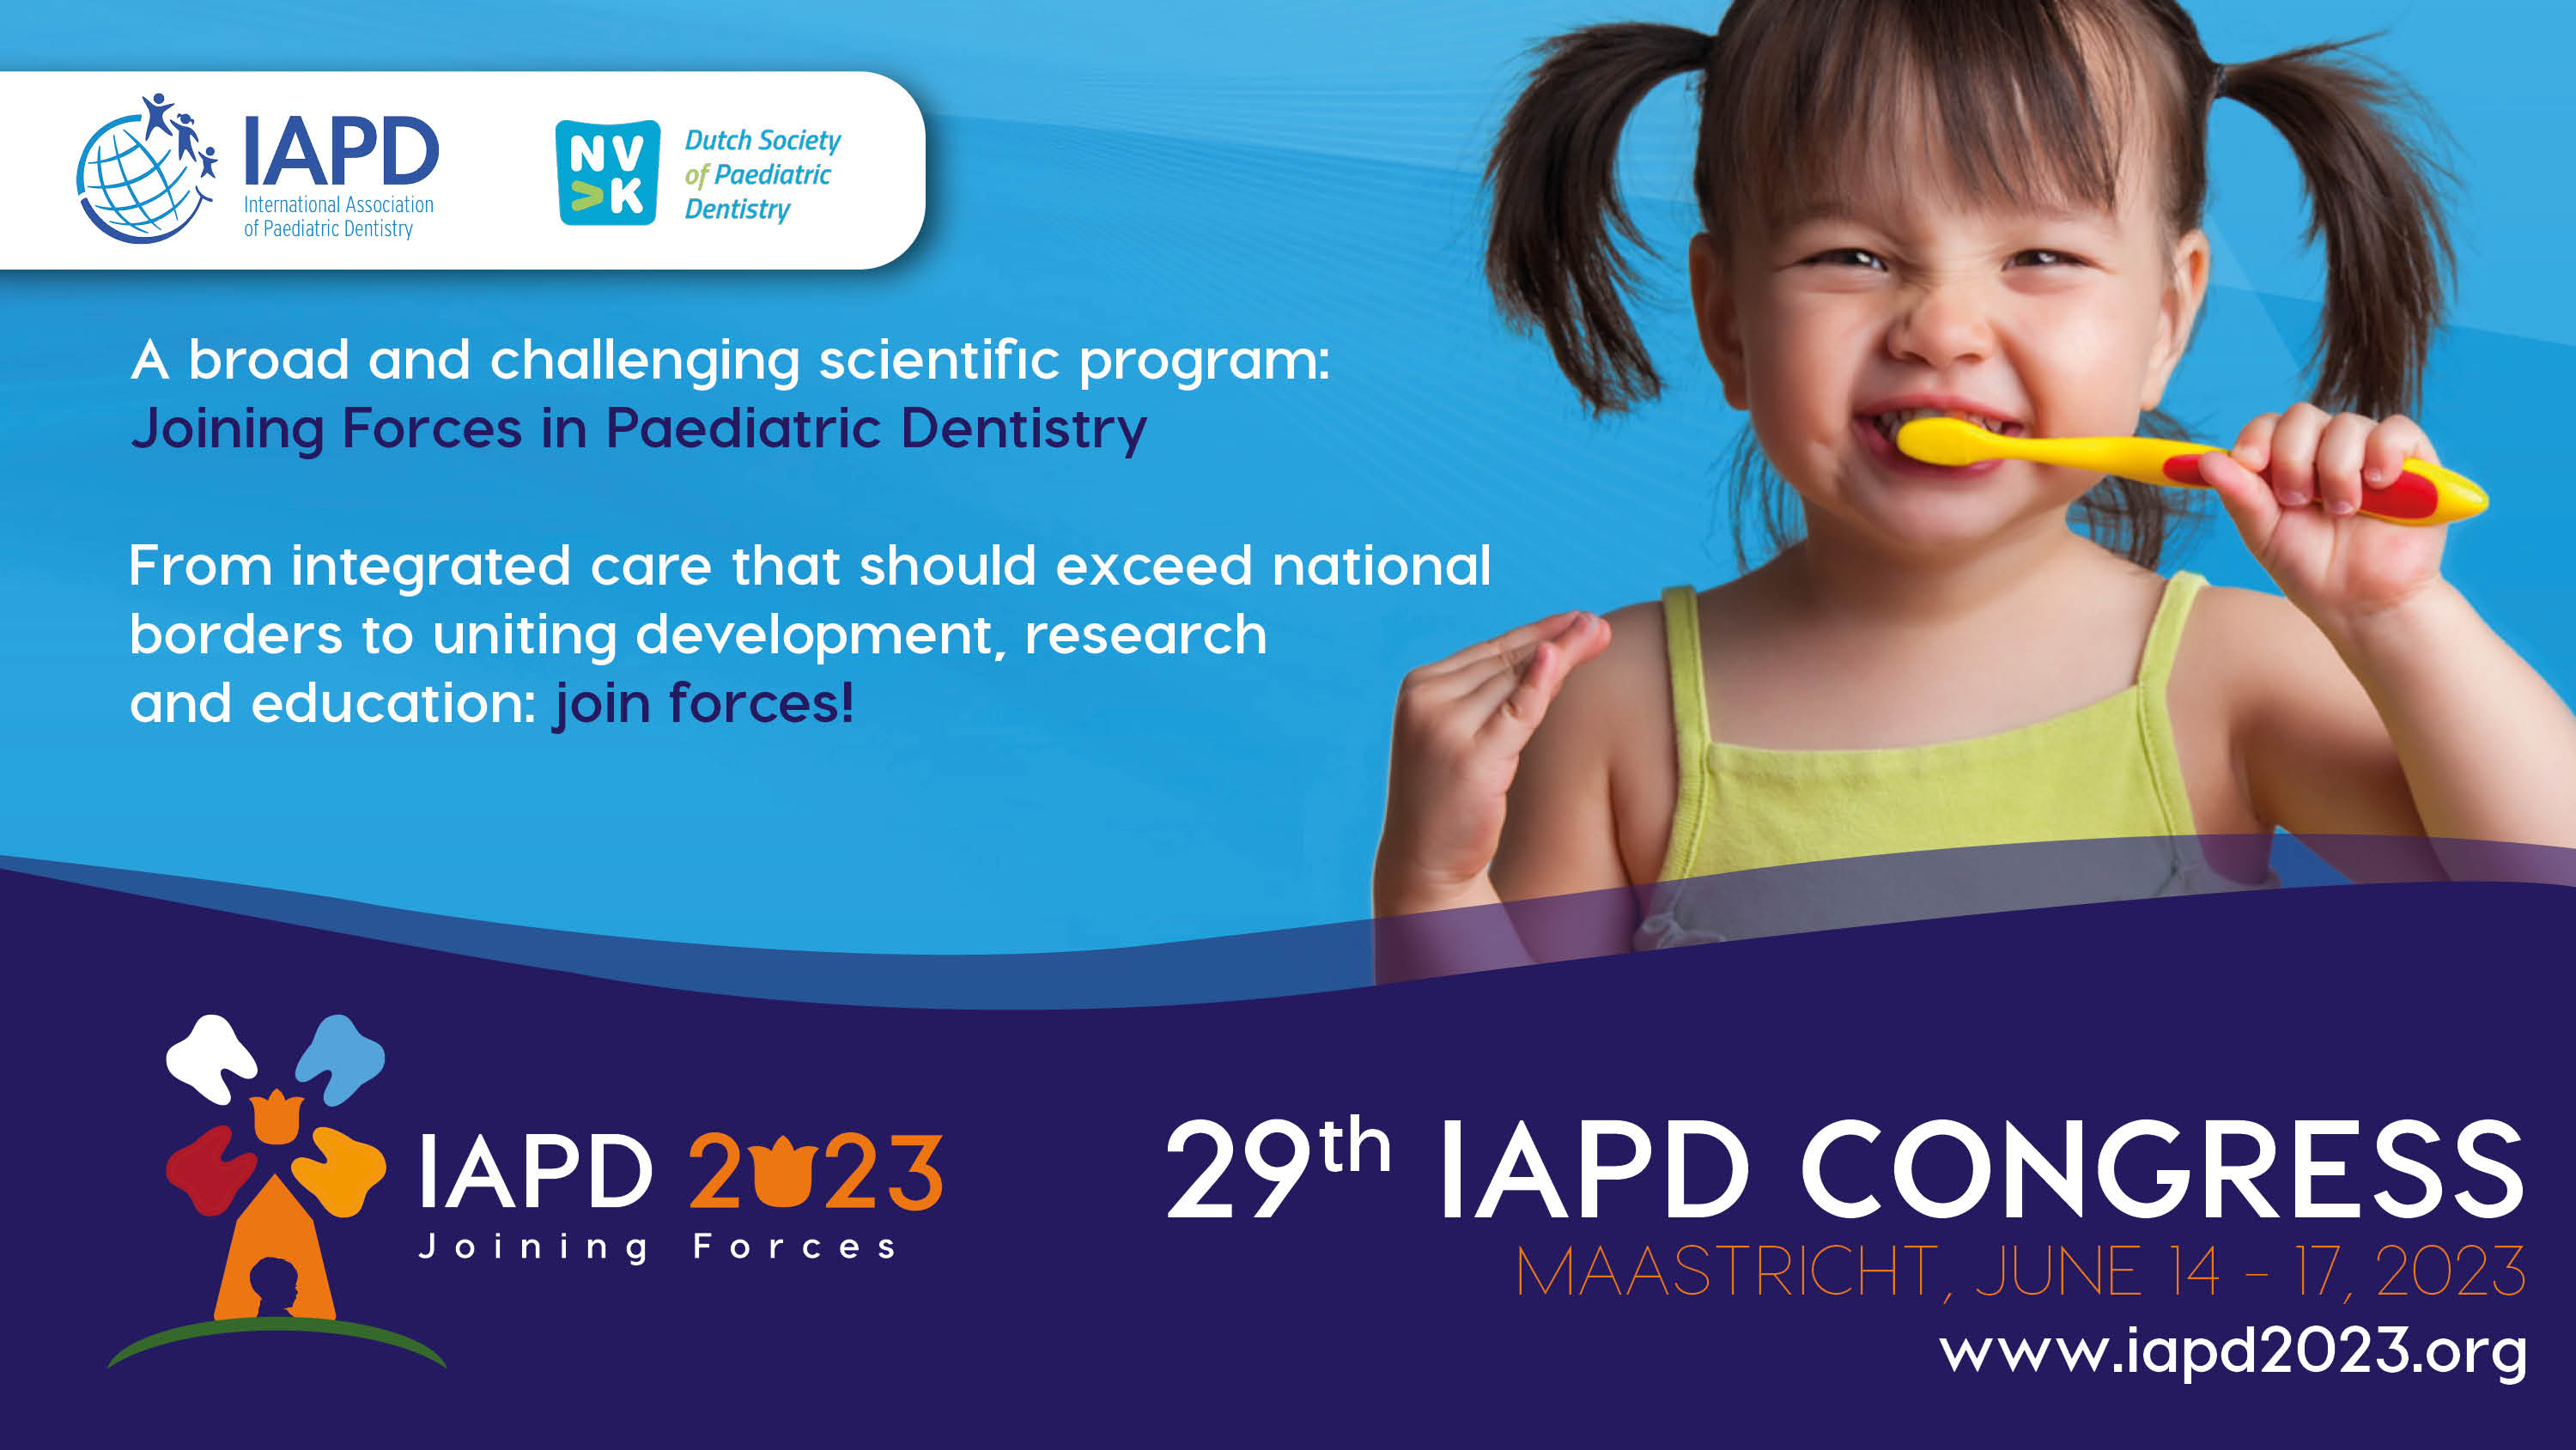 IAPD
International Association
of Paediatric Dentistry
NV
>K
Dutch Society
of Paediatric
Dentistry
A broad and challenging scientific program:
Joining Forces in Paediatric Dentistry
From integrated care that should exceed national
borders to uniting development, research
and education: join forces!
IAPD 2023
Joining Forces
29th IAPD CONGRESS
MAASTRICHT, JUNE 14 - 17, 2023
www.iapd2023.org